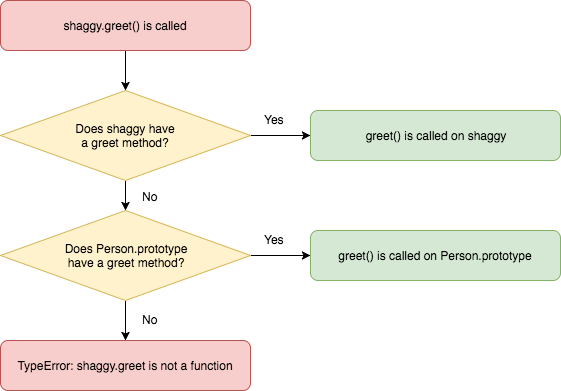 shaggy.greet() is called
Does shaggy have
a greet method?
Yes
greet() is called on shaggy
No
Does Person.prototype
have a greet method?
Yes
greet() is called on Person.prototype
No
TypeError: shaggy.greet is not a function